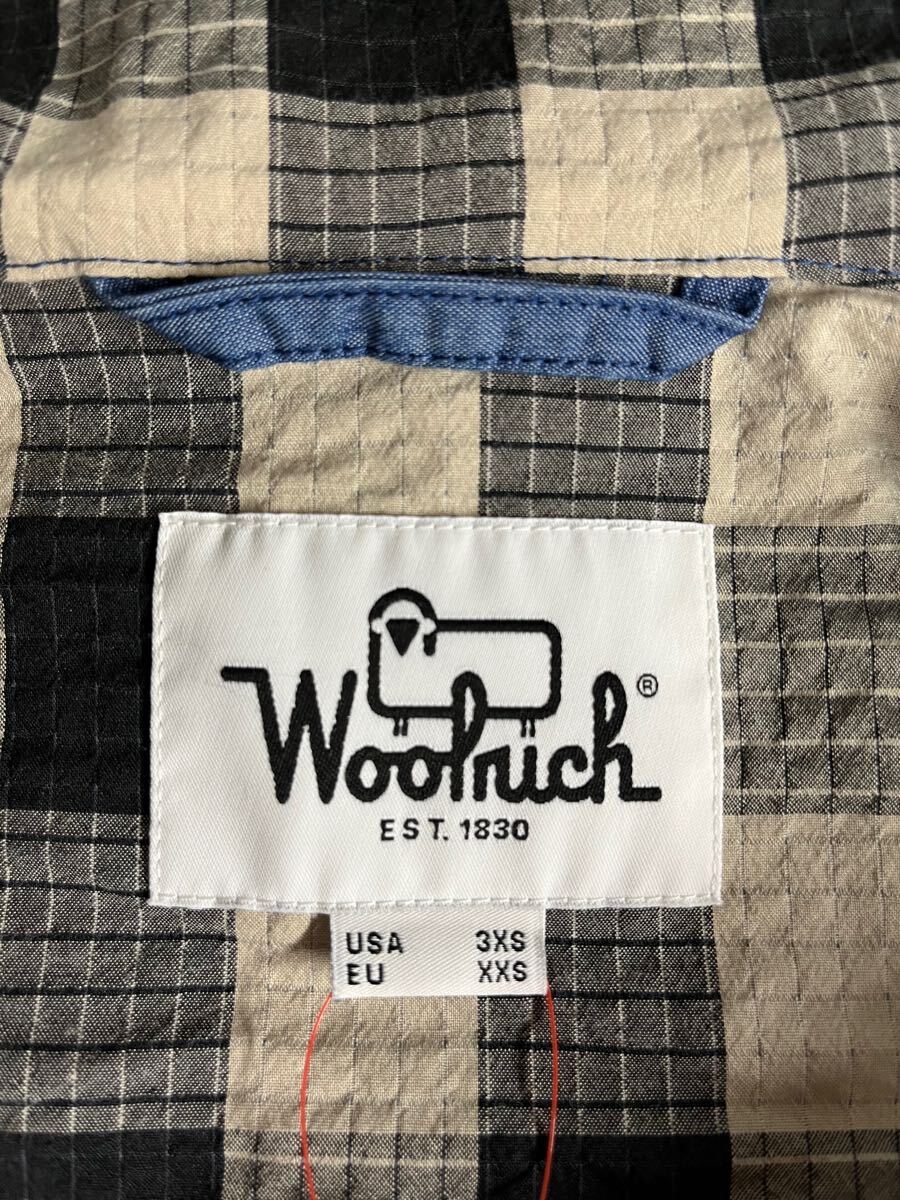 Woolrich®
EST. 1830
USA 3XS
EU XXS